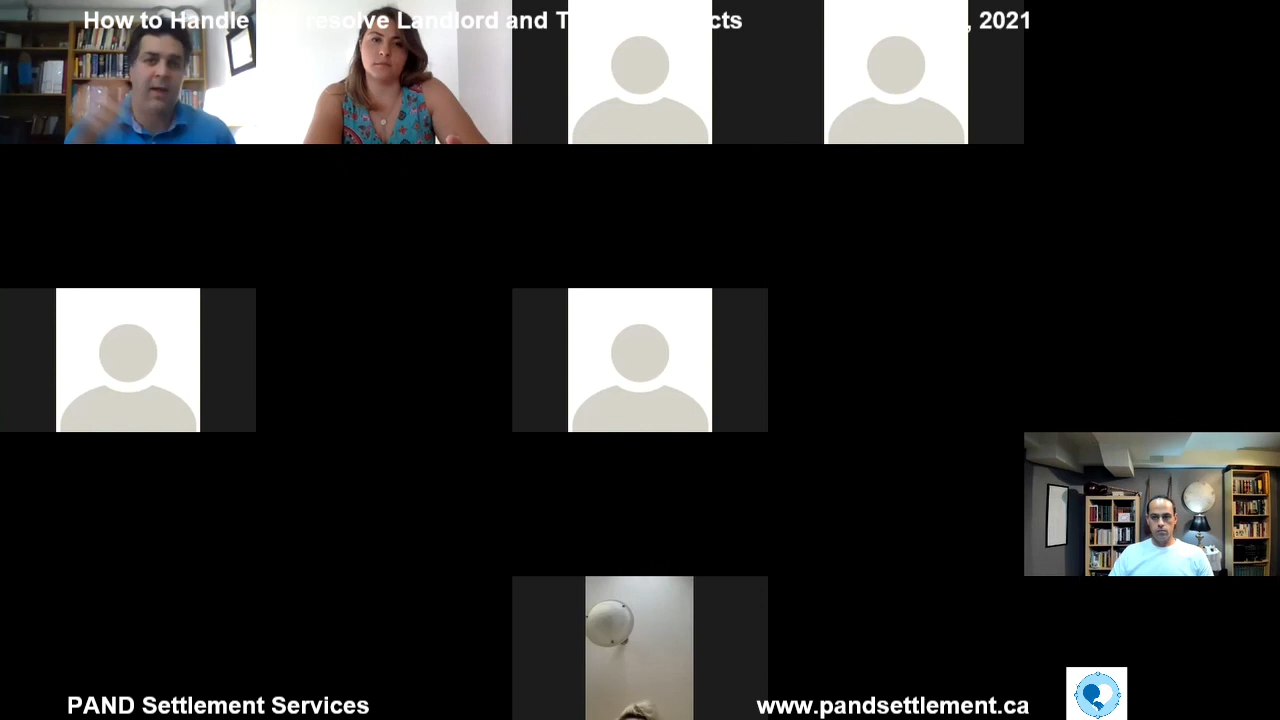 How to Handle resolve Landlord and T cts , 2021
PAND Settlement Services
www.pandsettlement.ca